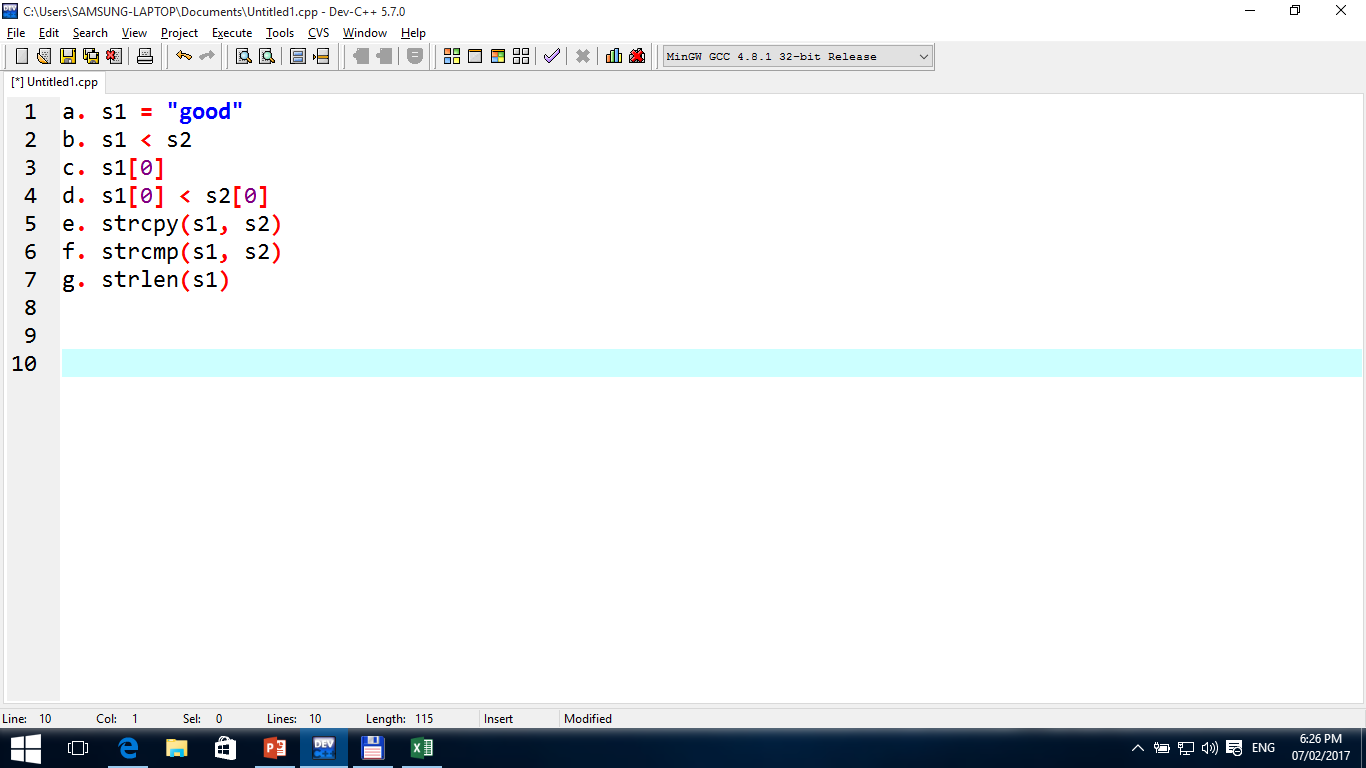 C:\Users\SAMSUNG-LAPTOP\Documents\Untitled1.cpp - Dev-C++ 5.7.0
File Edit Search View Project Execute Tools CVS Window Help
MinGW GCC 4.8.1 32-bit Release
[*] Untitled1.cpp
1 a. s1 = "good"
2 b. s1 < s2
3 c. s1[0]
4 d. s1[0] < s2[0]
5 e. strcpy(s1, s2)
6 f. strcmp(s1, s2)
7 g. strlen(s1)
8
9
10
Line: 10 Col: 1 Sel: 0 Lines: 10 Length: 115 Insert Modified
DEV
ENG
6:26 PM
07/02/2017